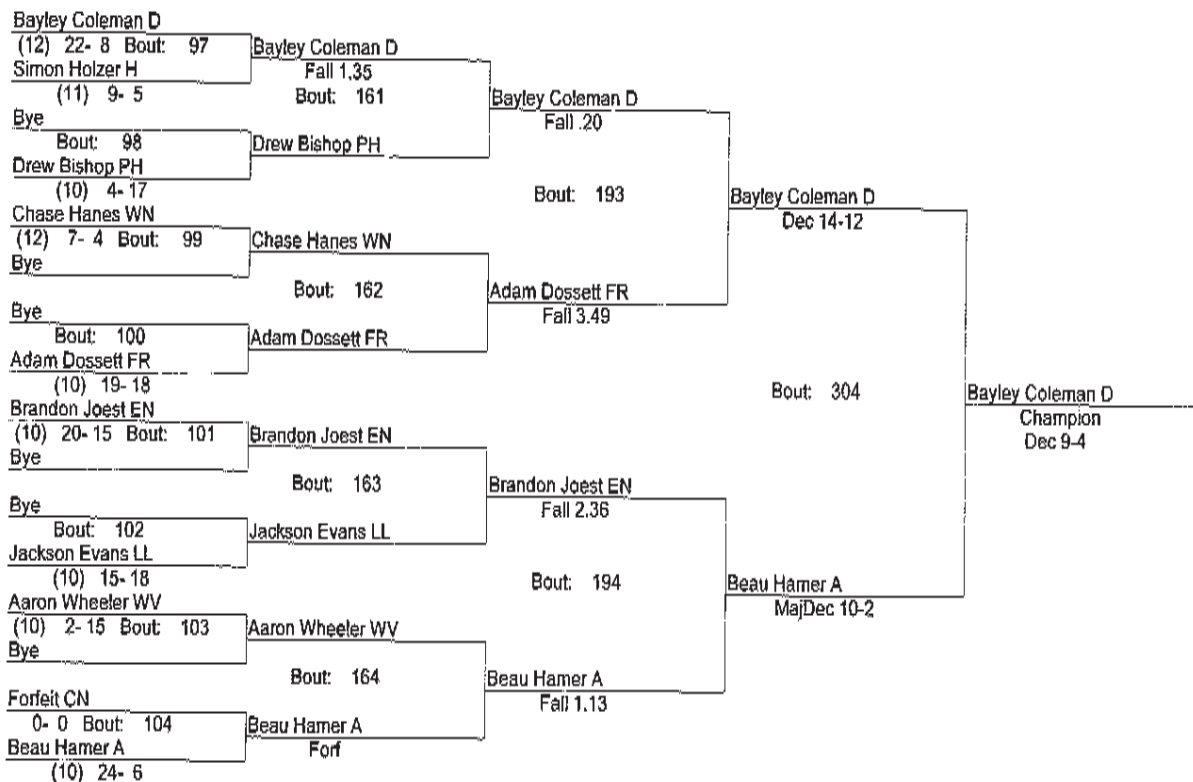 Bayley Coleman D
(12) 22- 8 Bout: 97
Simon Holzer H
(11) 9- 5
Bye
Bout: 98
Drew Bishop PH
(10) 4- 17
Chase Hanes WN
(12) 7- 4 Bout: 99
Bye
Bye
Bout: 100
Adam Dossett FR
(10) 19- 18
Brandon Joest EN
(10) 20- 15 Bout: 101
Bye
Bye
Bout: 102
Jackson Evans LL
(10) 15- 18
Aaron Wheeler WV
(10) 2- 15 Bout: 103
Bye
Forfeit CN
0- 0 Bout: 104
Beau Hamer A
(10) 24- 6
Bayley Coleman D
Fall 1.35
Bout: 161
Drew Bishop PH
Chase Hanes WN
Bout: 162
Adam Dossett FR
Brandon Joest EN
Bout: 163
Jackson Evans LL
Aaron Wheeler WV
Bout: 164
Beau Hamer A
Forf
Bayley Coleman D
Fall .20
Bout: 193
Adam Dossett FR
Fall 3.49
Brandon Joest EN
Fall 2.36
Bout: 194
Beau Hamer A
Fall 1.13
Bayley Coleman D
Dec 14-12
Bout: 304
Beau Hamer A
MajDec 10-2
Bayley Coleman D
Champion
Dec 9-4